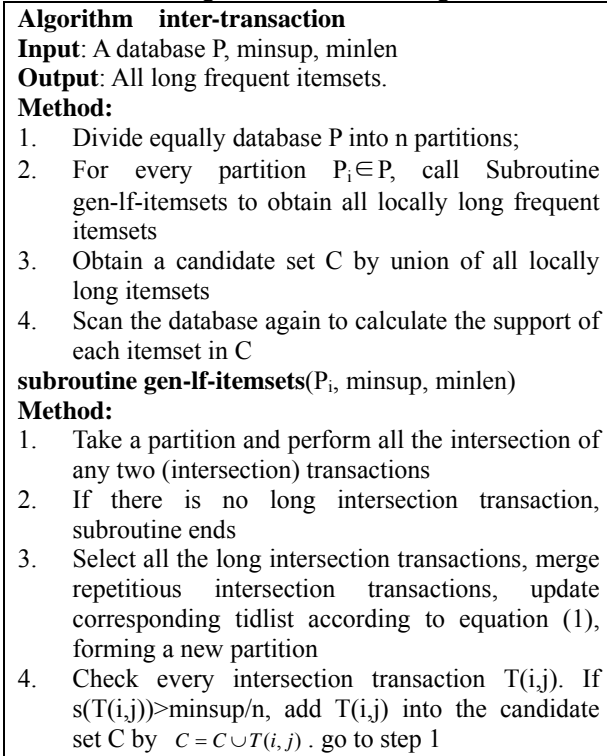 Algorithm inter-transaction
Input: A database P, minsup, minlen
Output: All long frequent itemsets.
Method:
1. Divide equally database P into n partitions;
2. For every partition Pi∈P, call Subroutine
gen-lf-itemsets to obtain all locally long frequent
itemsets
3. Obtain a candidate set C by union of all locally
long itemsets
4. Scan the database again to calculate the support of
each itemset in C
subroutine gen-lf-itemsets(Pi, minsup, minlen)
Method:
1. Take a partition and perform all the intersection of
any two (intersection) transactions
2. If there is no long intersection transaction,
subroutine ends
3. Select all the long intersection transactions, merge
repetitious intersection transactions, update
corresponding tidlist according to equation (1),
forming a new partition
4. Check every intersection transaction T(i,j). If
s(T(i,j))>minsup/n, add T(i,j) into the candidate
set C by C = C ∪ T(i, j) . go to step 1